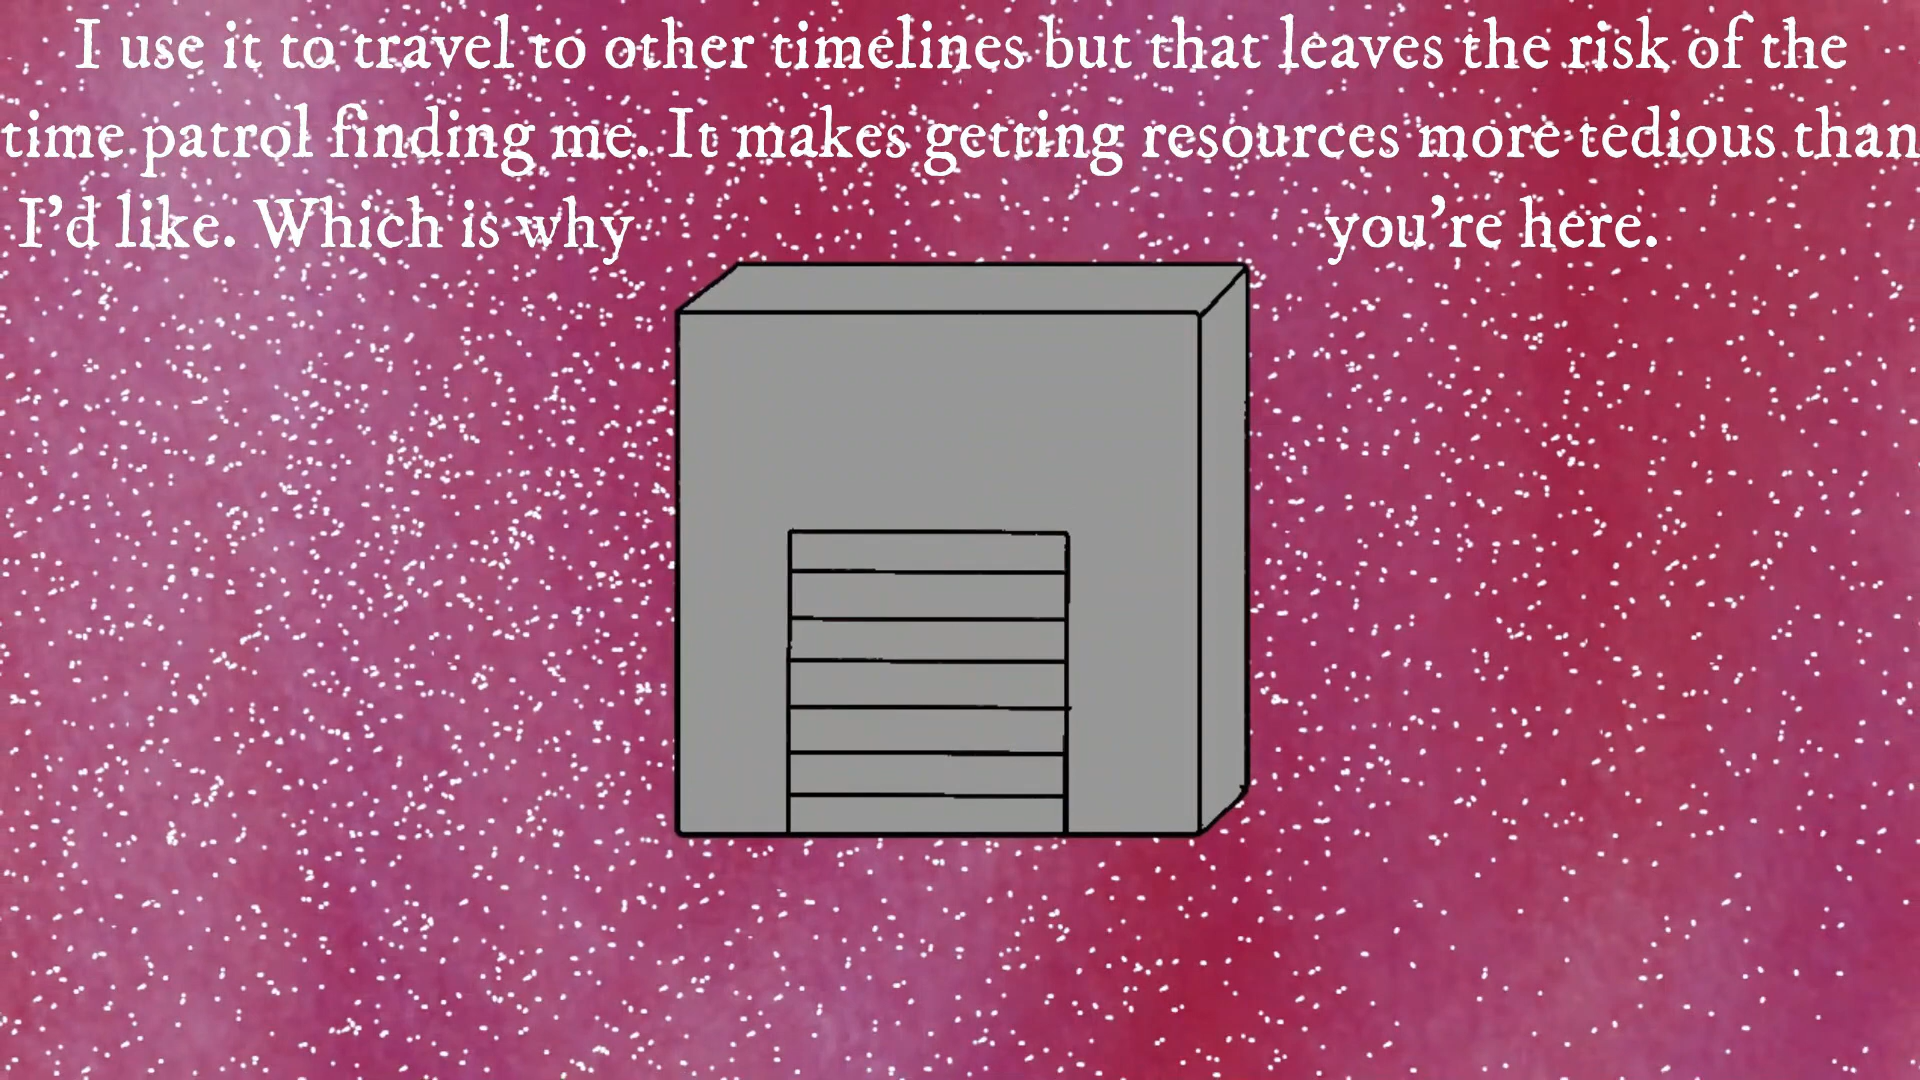 I use it to travel to other timelines but that leaves the risk of the
time patrol finding me. It makes getting resources more tedious than
I'd like. Which is why you're here.